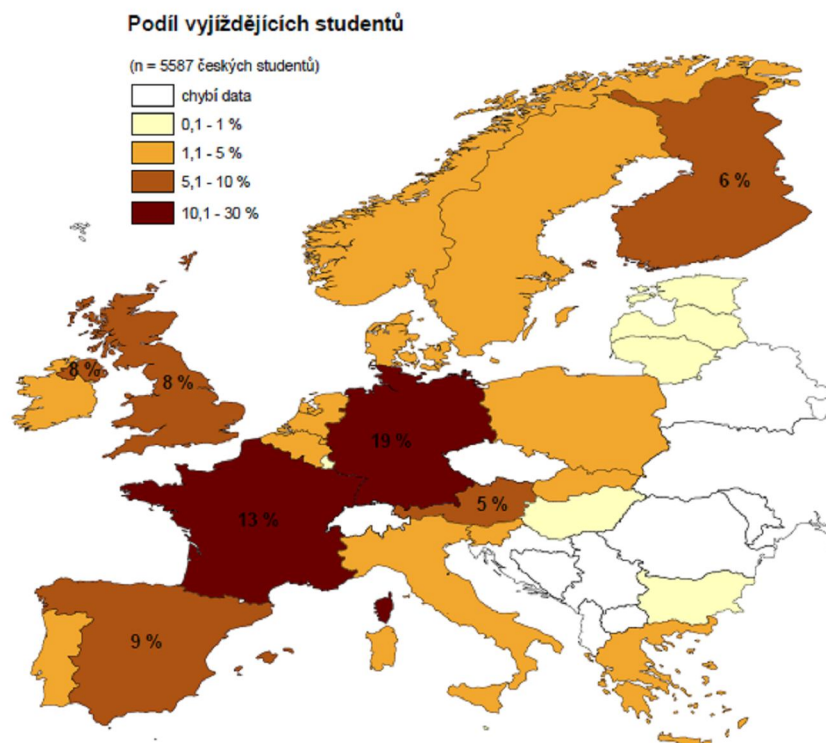 Podíl vyjíždějících studentů
(n = 5587 českých studentů)
chybí data
0,1 - 1 %
1,1 - 5 %
5,1 - 10 %
10,1 - 30 %
6 %
8 %
8 %
19 %
13 %
5 %
9 %